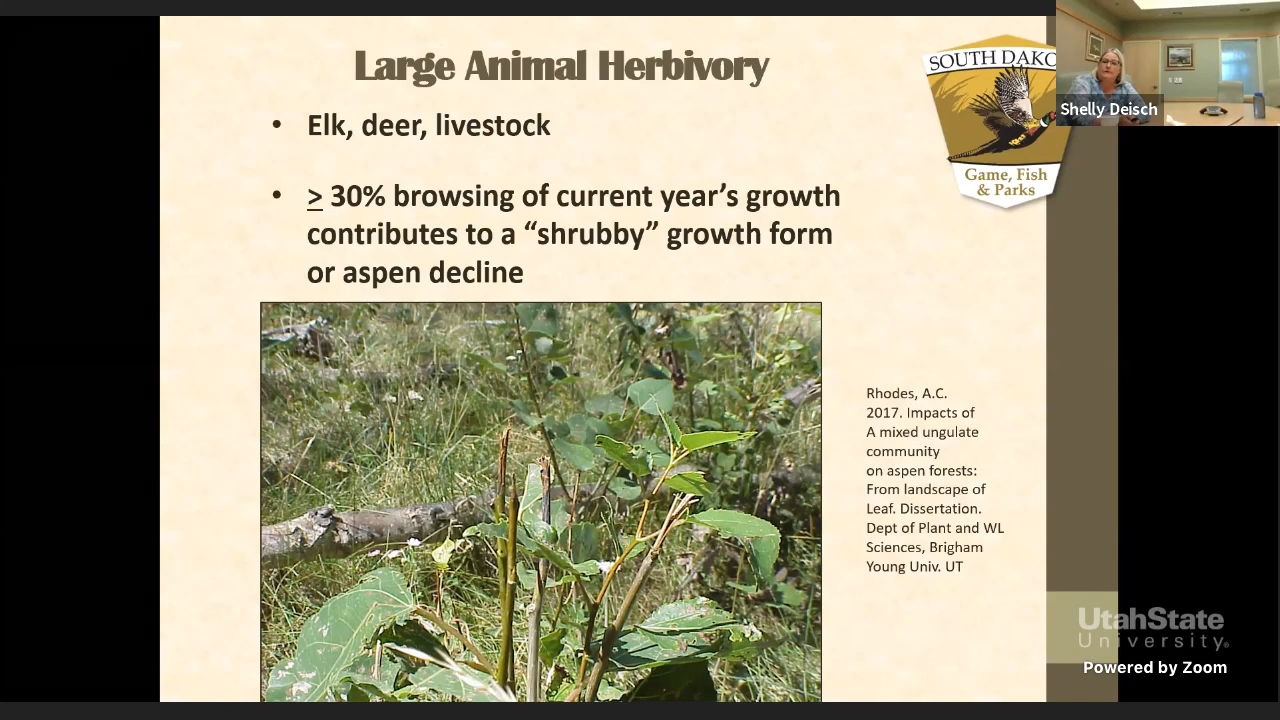 Large Animal Herbivory
• Elk, deer, livestock
• > 30% browsing of current year’s growth
contributes to a “shrubby” growth form
or aspen decline
Rhodes, A.C.
2017. Impacts of
A mixed ungulate
community
on aspen forests:
From landscape of
Leaf. Dissertation.
Dept of Plant and WL
Sciences, Brigham
Young Univ. UT
SOUTH DAKO
Game, Fish
& Parks
Shelly Deisch
UtahState
University
Powered by Zoom